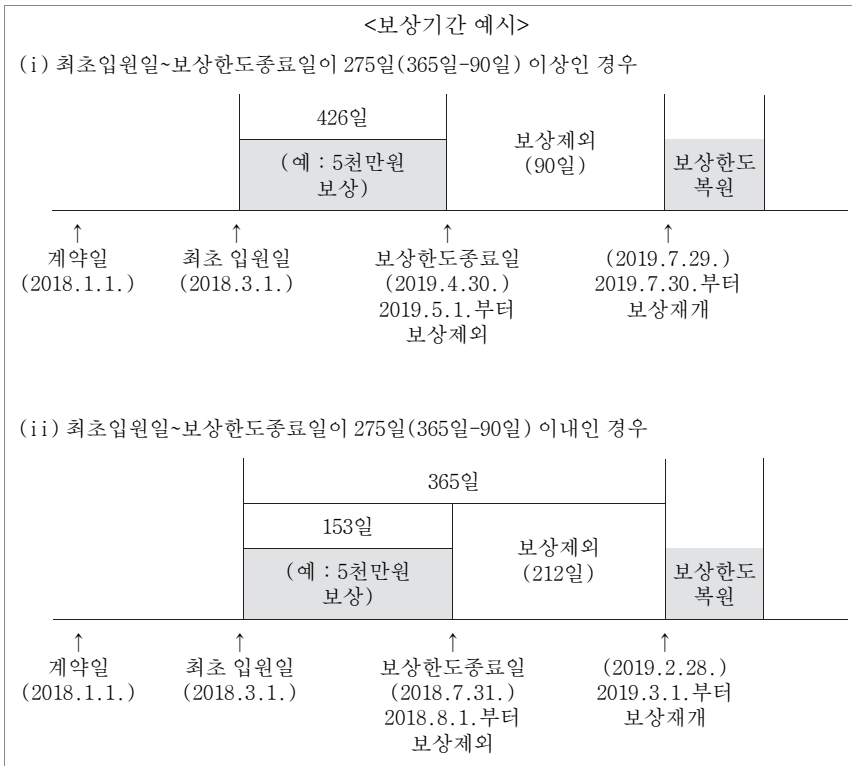 <보상기간 예시>
(i) 최초입원일~보상한도종료일이 275일(365일-90일) 이상인 경우
426일
(예 : 5천만원
보상)
보상제외
(90일)
보상한도
복원
↑
계약일
(2018.1.1.)
↑
최초 입원일
(2018.3.1.)
↑
보상한도종료일
(2019.4.30.)
2019.5.1.부터
보상제외
↑
(2019.7.29.)
2019.7.30.부터
보상재개
(ii) 최초입원일~보상한도종료일이 275일(365일-90일) 이내인 경우
365일
153일
(예 : 5천만원
보상)
보상제외
(212일)
보상한도
복원
↑
계약일
(2018.1.1.)
↑
최초 입원일
(2018.3.1.)
↑
보상한도종료일
(2018.7.31.)
2018.8.1.부터
보상제외
↑
(2019.2.28.)
2019.3.1.부터
보상재개